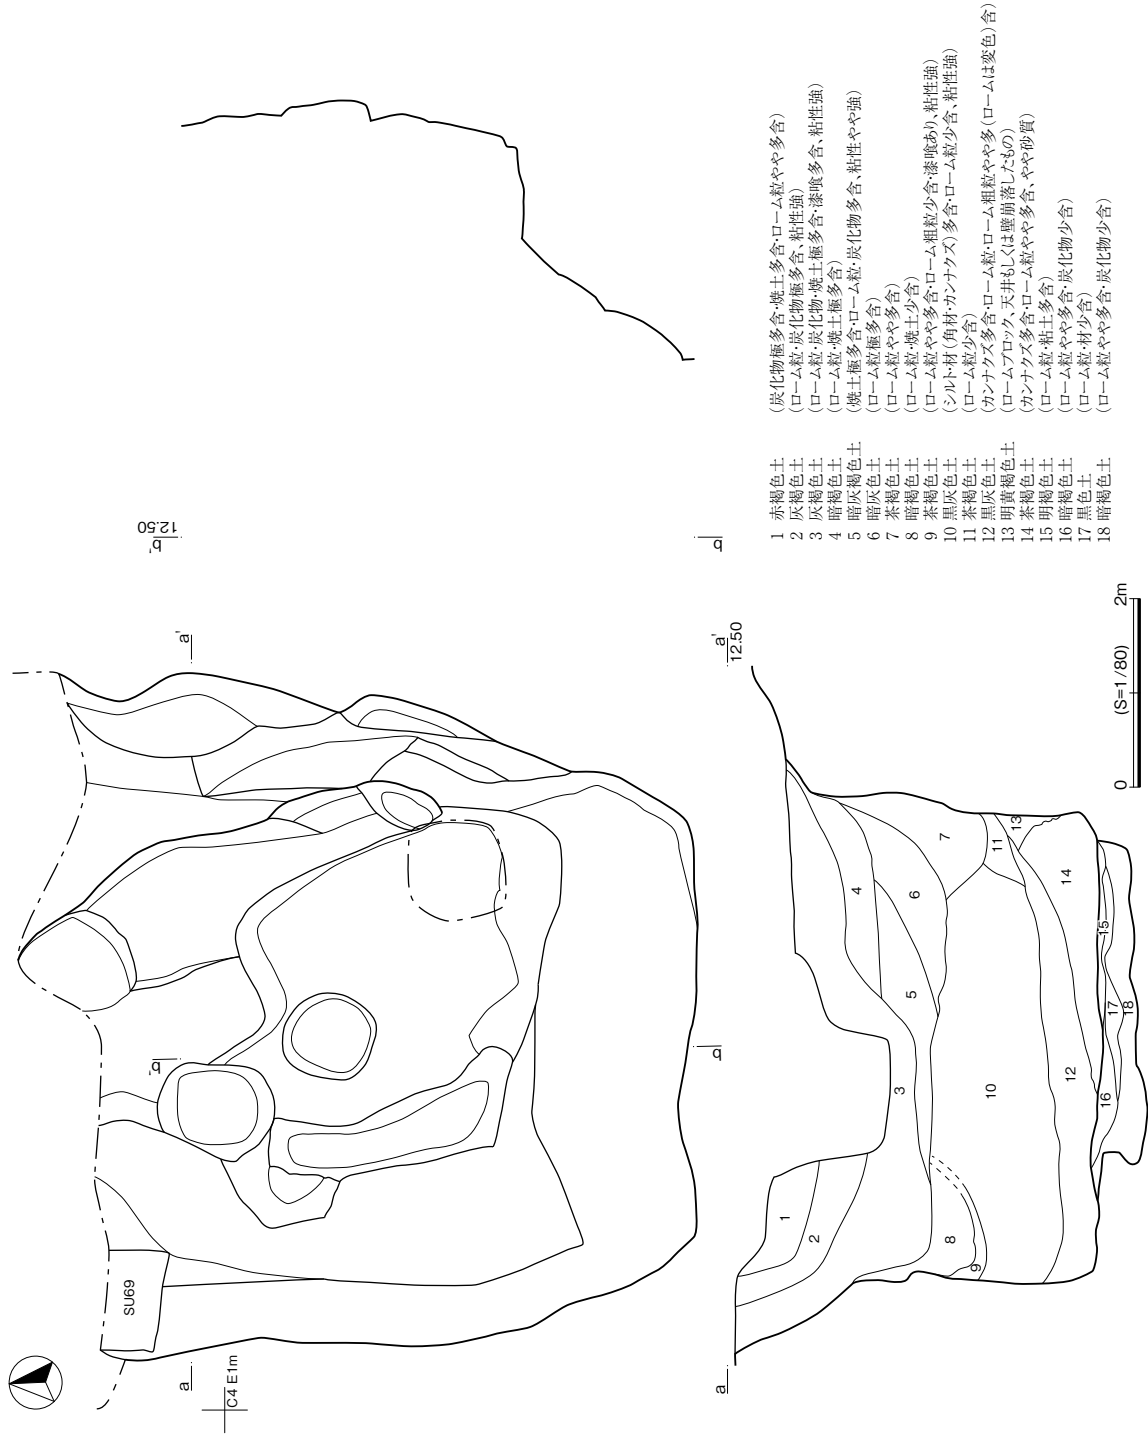 b'
12.50
b
a
a'
b'
b
SU69
C4 E1m
a
a'
12.50
1
2
3
4
5
6
7
8
9
10
11
12
13
14
15
16
17
18
0
(S=1/80)
2m
1 赤褐色土 (炭化物極多含・焼土多含・ローム粒やや多含)
2 灰褐色土 (ローム粒・炭化物極多含、粘性強)
3 灰褐色土 (ローム粒・炭化物・焼土極多含・漆喰多含、粘性強)
4 暗褐色土 (ローム粒・焼土極多含)
5 暗灰褐色土 (焼土極多含・ローム粒・炭化物多含、粘性やや強)
6 暗灰色土 (ローム粒極多含)
7 茶褐色土 (ローム粒やや多含)
8 暗褐色土 (ローム粒・焼土少含)
9 茶褐色土 (ローム粒やや多含・ローム粗粒少含・漆喰あり、粘性強)
10 黒灰色土 (シルト・材(角材・カンナクズ)多含・ローム粒少含、粘性強)
11 茶褐色土 (ローム粒少含)
12 黒灰色土 (カンナクズ多含・ローム粒・ローム粗粒やや多(ロームは変色)含)
13 明黄褐色土 (ロームブロック、天井もしくは壁崩落したもの)
14 茶褐色土 (カンナクズ多含・ローム粒やや多含、やや砂質)
15 明褐色土 (ローム粒・粘土多含)
16 暗褐色土 (ローム粒やや多含・炭化物少含)
17 黒色土 (ローム粒・材少含)
18 暗褐色土 (ローム粒やや多含・炭化物少含)